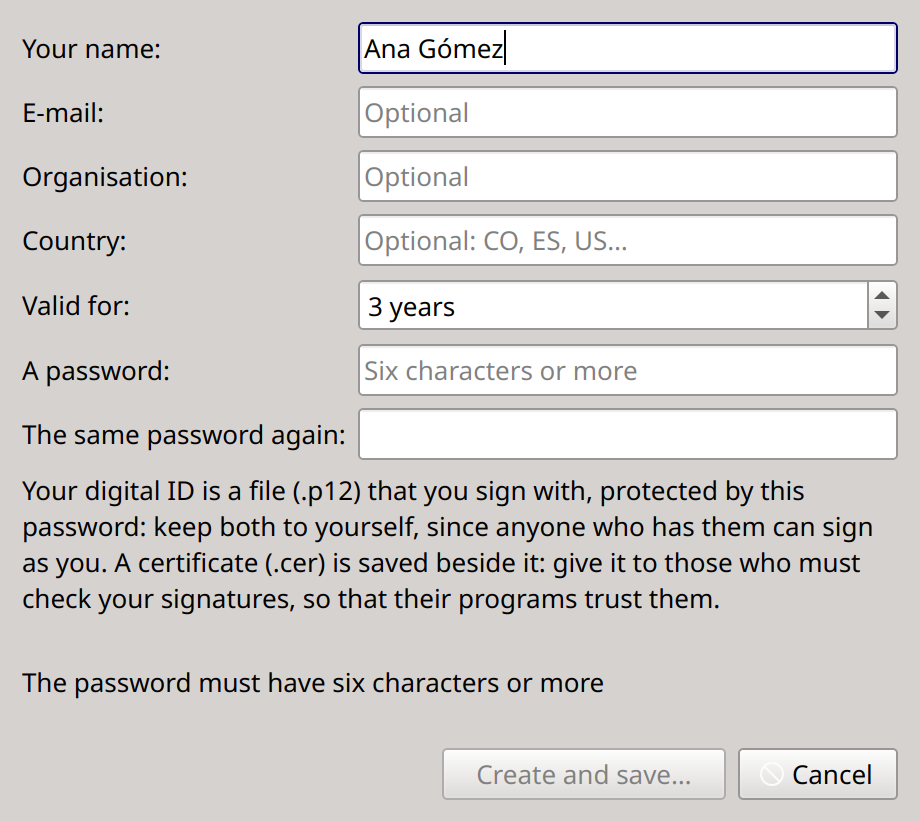 Your name: Ana Gómez
E-mail: Optional
Organisation: Optional
Country: Optional: CO, ES, US...
Valid for: 3 years
A password: Six characters or more
The same password again:
Your digital ID is a file (.p12) that you sign with, protected by this
password: keep both to yourself, since anyone who has them can sign
as you. A certificate (.cer) is saved beside it: give it to those who must
check your signatures, so that their programs trust them.
The password must have six characters or more
Create and save... Cancel